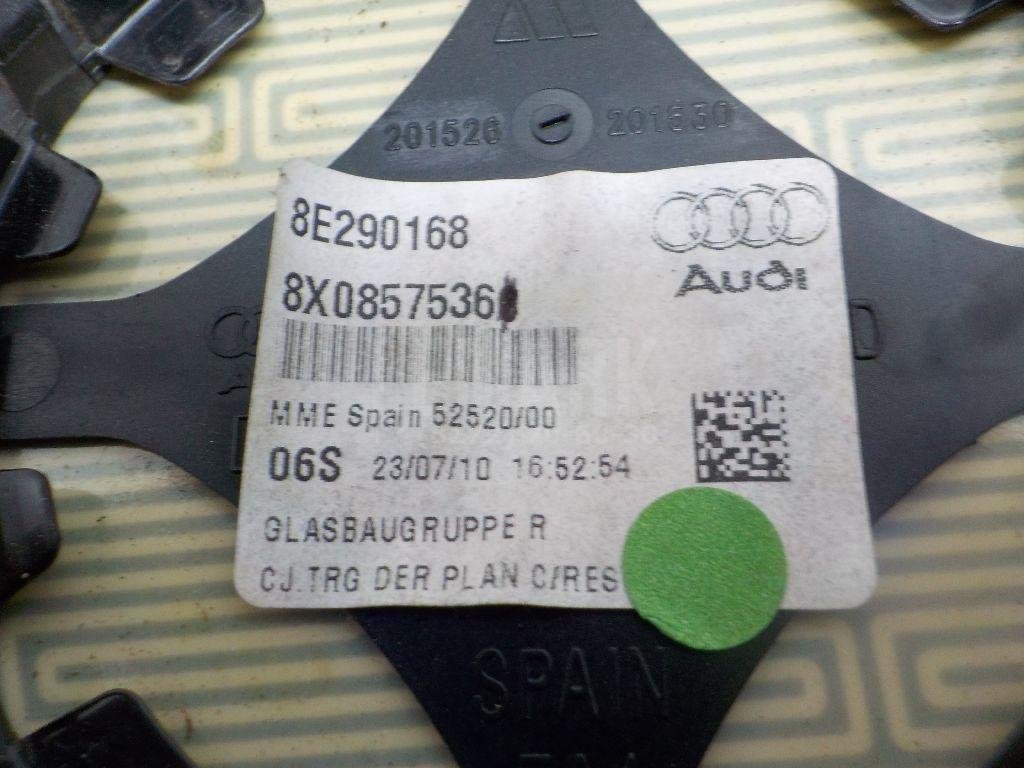 201526 201530
8E290168
8X0857536
Audi
MME Spain 52520/00
06S 23/07/10 16:52:54
GLASBAUGRUPPE R
CJ.TRG DER PLAN C/RES
SPAIN